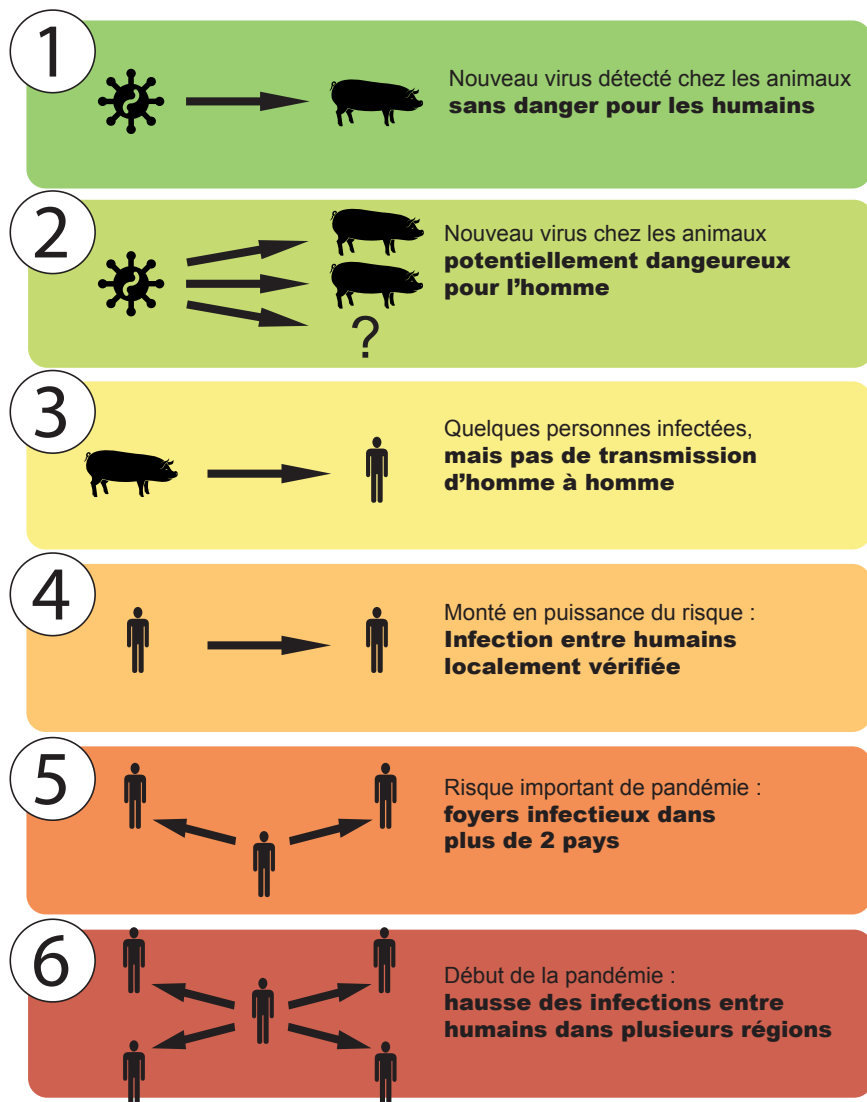 1
Nouveau virus détecté chez les animaux
sans danger pour les humains
2
Nouveau virus chez les animaux
potentiellement dangeureux
pour l'homme
?
3
Quelques personnes infectées,
mais pas de transmission
d'homme à homme
4
Monté en puissance du risque :
Infection entre humains
localement vérifiée
5
Risque important de pandémie :
foyers infectieux dans
plus de 2 pays
6
Début de la pandémie :
hausse des infections entre
humains dans plusieurs régions